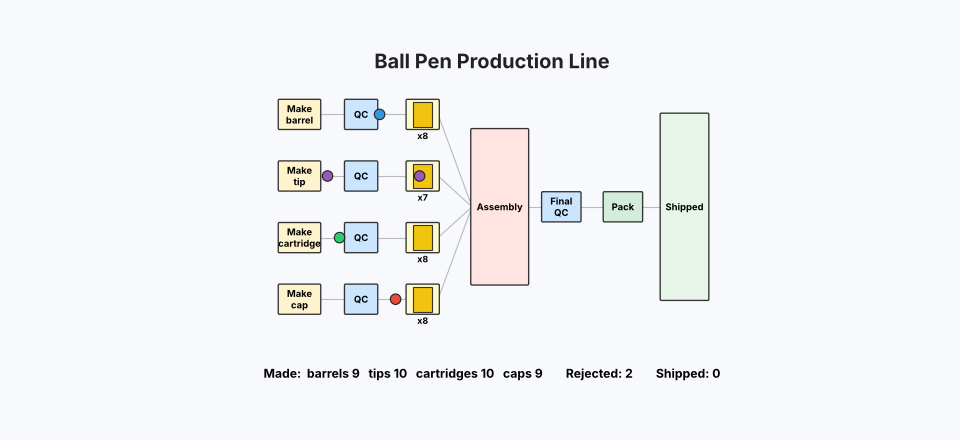 Ball Pen Production Line
Make
barrel
QC
x8
Make
tip
QC
x7
Make
cartridge
QC
x8
Make
cap
QC
x8
Assembly
Final
QC
Pack
Shipped
Made: barrels 9 tips 10 cartridges 10 caps 9 Rejected: 2 Shipped: 0